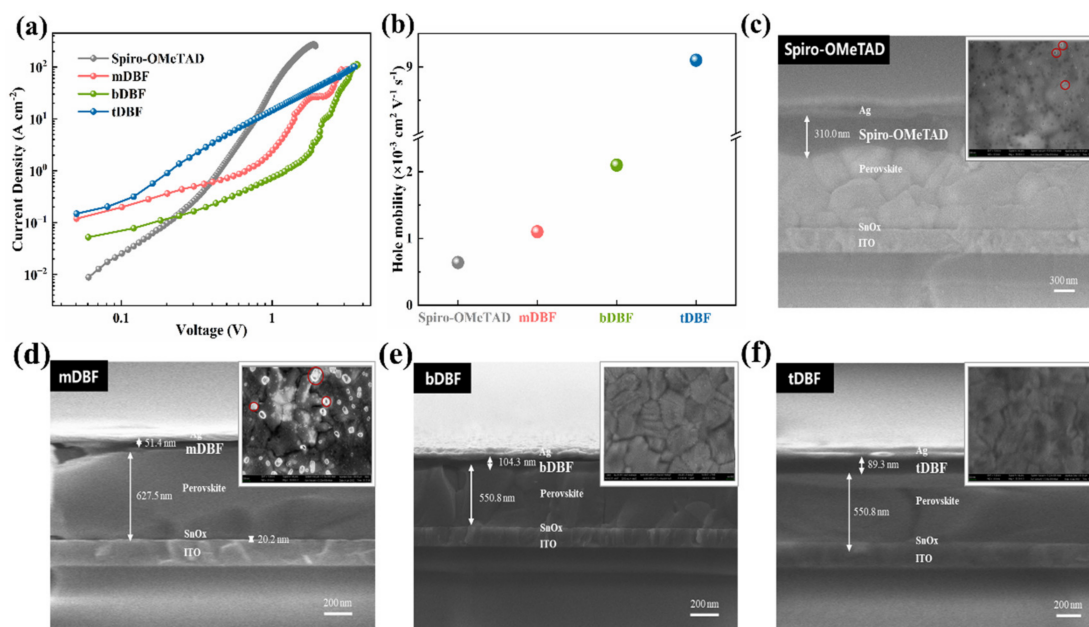 (a)
Current Density (A cm⁻²)
10²
10¹
10⁰
10⁻¹
10⁻²
Spiro-OMeTAD
mDBF
bDBF
tDBF
0.1
1
Voltage (V)
(b)
Hole mobility (×10⁻³ cm² V⁻¹ s⁻¹)
9
2
1
0
Spiro-OMeTAD mDBF bDBF tDBF
(c)
Spiro-OMeTAD
Ag
310.0nm
Spiro-OMeTAD
Perovskite
SnOx
ITO
300 nm
(d)
mDBF
Ag
51.4 nm
mDBF
627.5 nm
Perovskite
SnOx
20.2 nm
ITO
200 nm
(e)
bDBF
Ag
104.3 nm
bDBF
550.8 nm
Perovskite
SnOx
ITO
200 nm
(f)
tDBF
Ag
89.3 nm
tDBF
550.8 nm
Perovskite
SnOx
ITO
200 nm